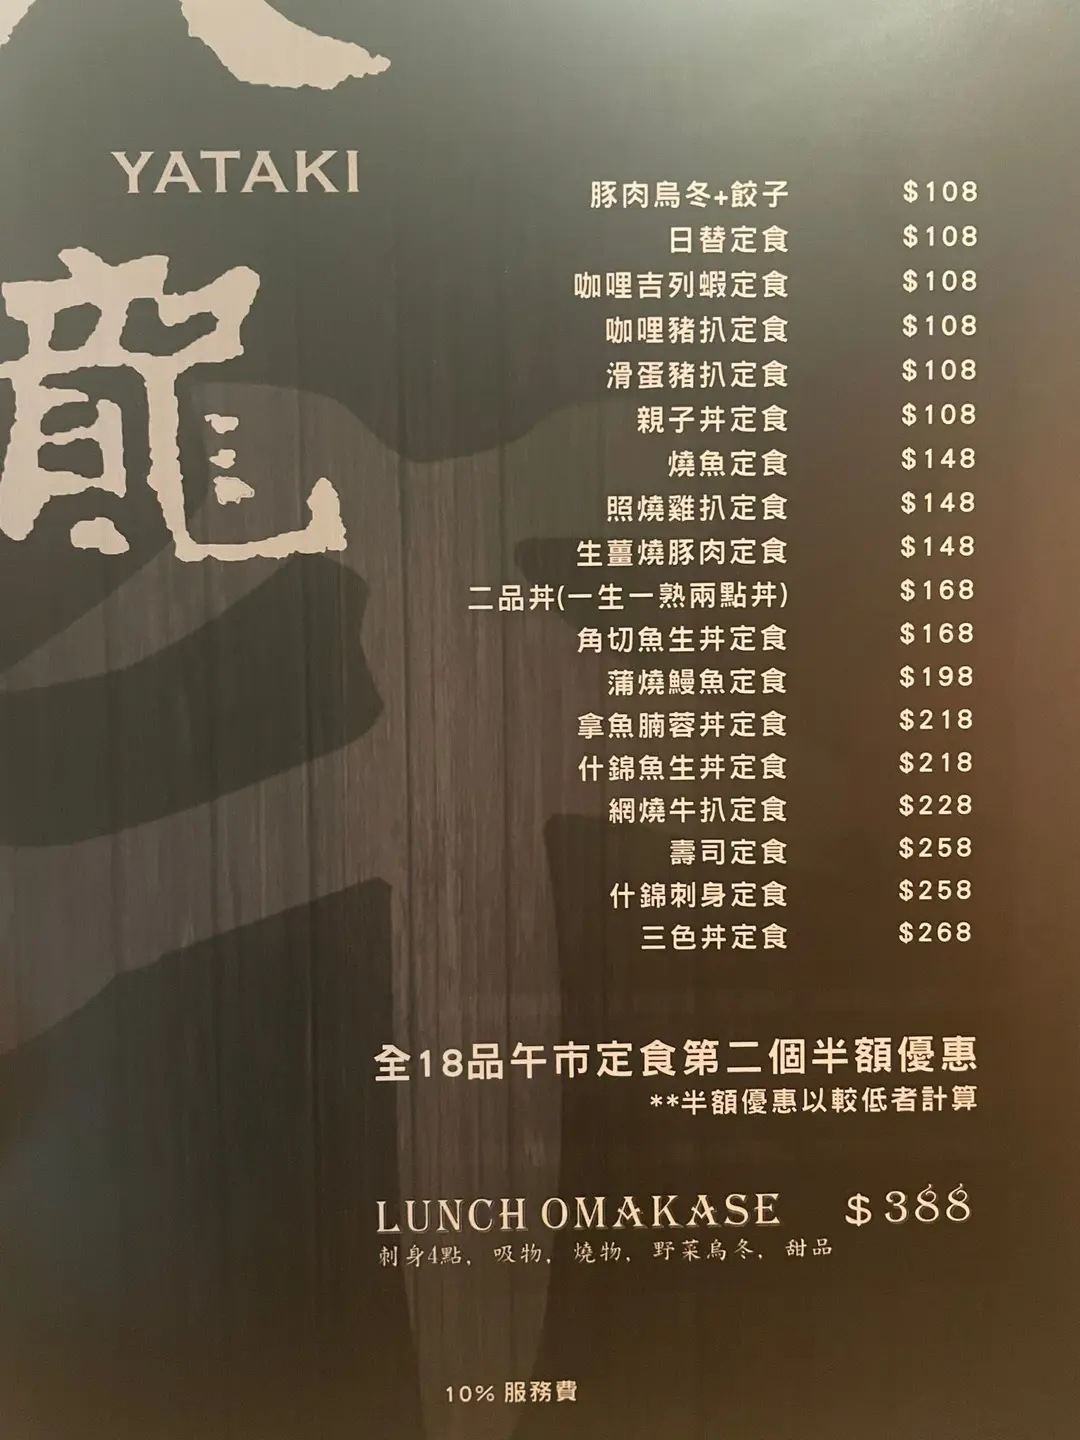 YATAKI
龍
豚肉烏冬+餃子 $108
日替定食 $108
咖哩吉列蝦定食 $108
咖哩豬扒定食 $108
滑蛋豬扒定食 $108
親子丼定食 $108
燒魚定食 $148
照燒雞扒定食 $148
生薑燒豚肉定食 $148
二品丼(一生一熟兩點丼) $168
角切魚生丼定食 $168
蒲燒鰻魚定食 $198
拿魚腩蓉丼定食 $218
什錦魚生丼定食 $218
網燒牛扒定食 $228
壽司定食 $258
什錦刺身定食 $258
三色丼定食 $268
全18品午市定食第二個半額優惠
**半額優惠以較低者計算
LUNCH OMAKASE $388
刺身4點, 吸物, 燒物, 野菜烏冬, 甜品
10% 服務費